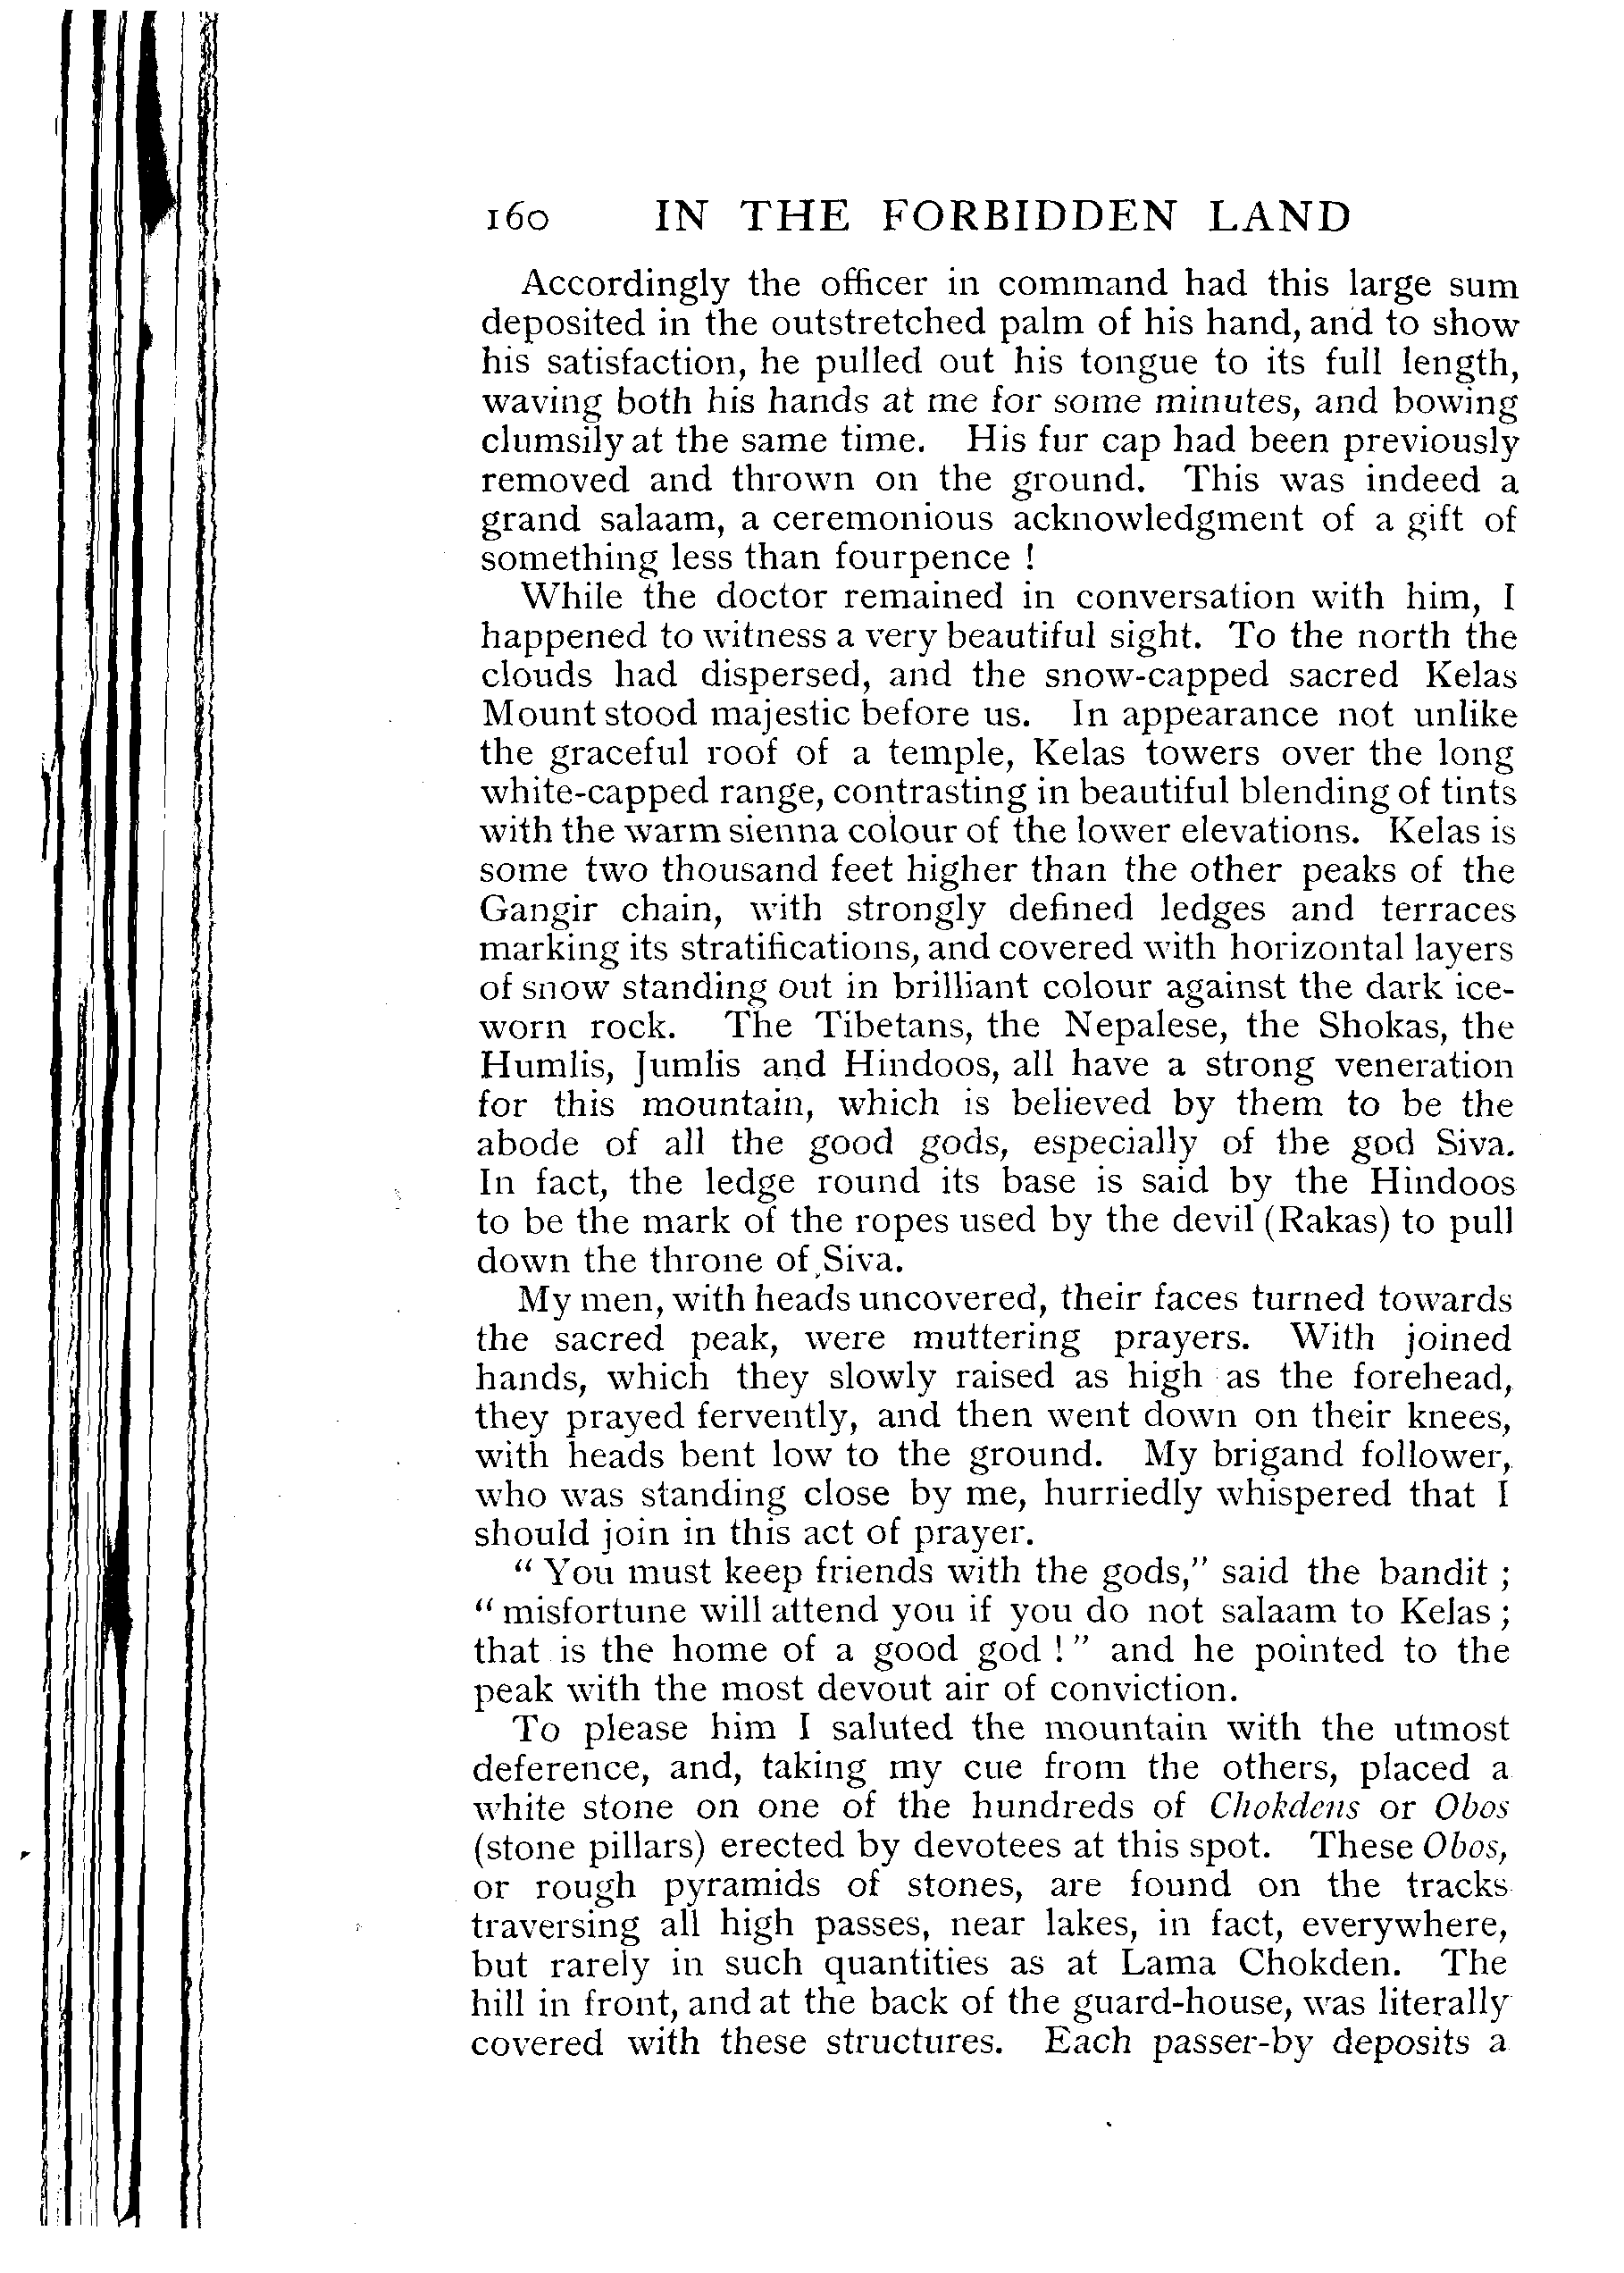 160 IN THE FORBIDDEN LAND
Accordingly the officer in command had this large sum
deposited in the outstretched palm of his hand, and to show
his satisfaction, he pulled out his tongue to its full length,
waving both his hands at me for some minutes, and bowing
clumsily at the same time. His fur cap had been previously
removed and thrown on the ground. This was indeed a
grand salaam, a ceremonious acknowledgment of a gift of
something less than fourpence !
While the doctor remained in conversation with him, I
happened to witness a very beautiful sight. To the north the
clouds had dispersed, and the snow-capped sacred Kelas
Mount stood majestic before us. In appearance not unlike
the graceful roof of a temple, Kelas towers over the long
white-capped range, contrasting in beautiful blending of tints
with the warm sienna colour of the lower elevations. Kelas is
some two thousand feet higher than the other peaks of the
Gangir chain, with strongly defined ledges and terraces
marking its stratifications, and covered with horizontal layers
of snow standing out in brilliant colour against the dark ice-
worn rock. The Tibetans, the Nepalese, the Shokas, the
Humlis, Jumlis and Hindoos, all have a strong veneration
for this mountain, which is believed by them to be the
abode of all the good gods, especially of the god Siva.
In fact, the ledge round its base is said by the Hindoos
to be the mark of the ropes used by the devil (Rakas) to pull
down the throne of Siva.
My men, with heads uncovered, their faces turned towards
the sacred peak, were muttering prayers. With joined
hands, which they slowly raised as high as the forehead,
they prayed fervently, and then went down on their knees,
with heads bent low to the ground. My brigand follower,
who was standing close by me, hurriedly whispered that I
should join in this act of prayer.
" You must keep friends with the gods," said the bandit ;
" misfortune will attend you if you do not salaam to Kelas ;
that is the home of a good god ! " and he pointed to the
peak with the most devout air of conviction.
To please him I saluted the mountain with the utmost
deference, and, taking my cue from the others, placed a
white stone on one of the hundreds of Chokdens or Obos
(stone pillars) erected by devotees at this spot. These Obos,
or rough pyramids of stones, are found on the tracks
traversing all high passes, near lakes, in fact, everywhere,
but rarely in such quantities as at Lama Chokden. The
hill in front, and at the back of the guard-house, was literally
covered with these structures. Each passer-by deposits a